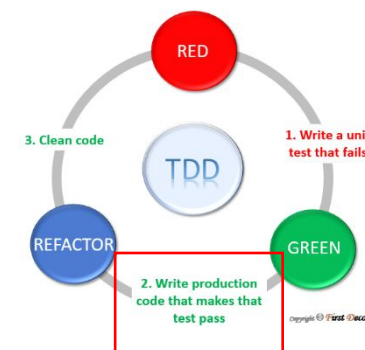 RED
3. Clean code
1. Write a uni
test that fails
TDD
REFACTOR
GREEN
2. Write production
code that makes that
test pass
Copyright © First Deco